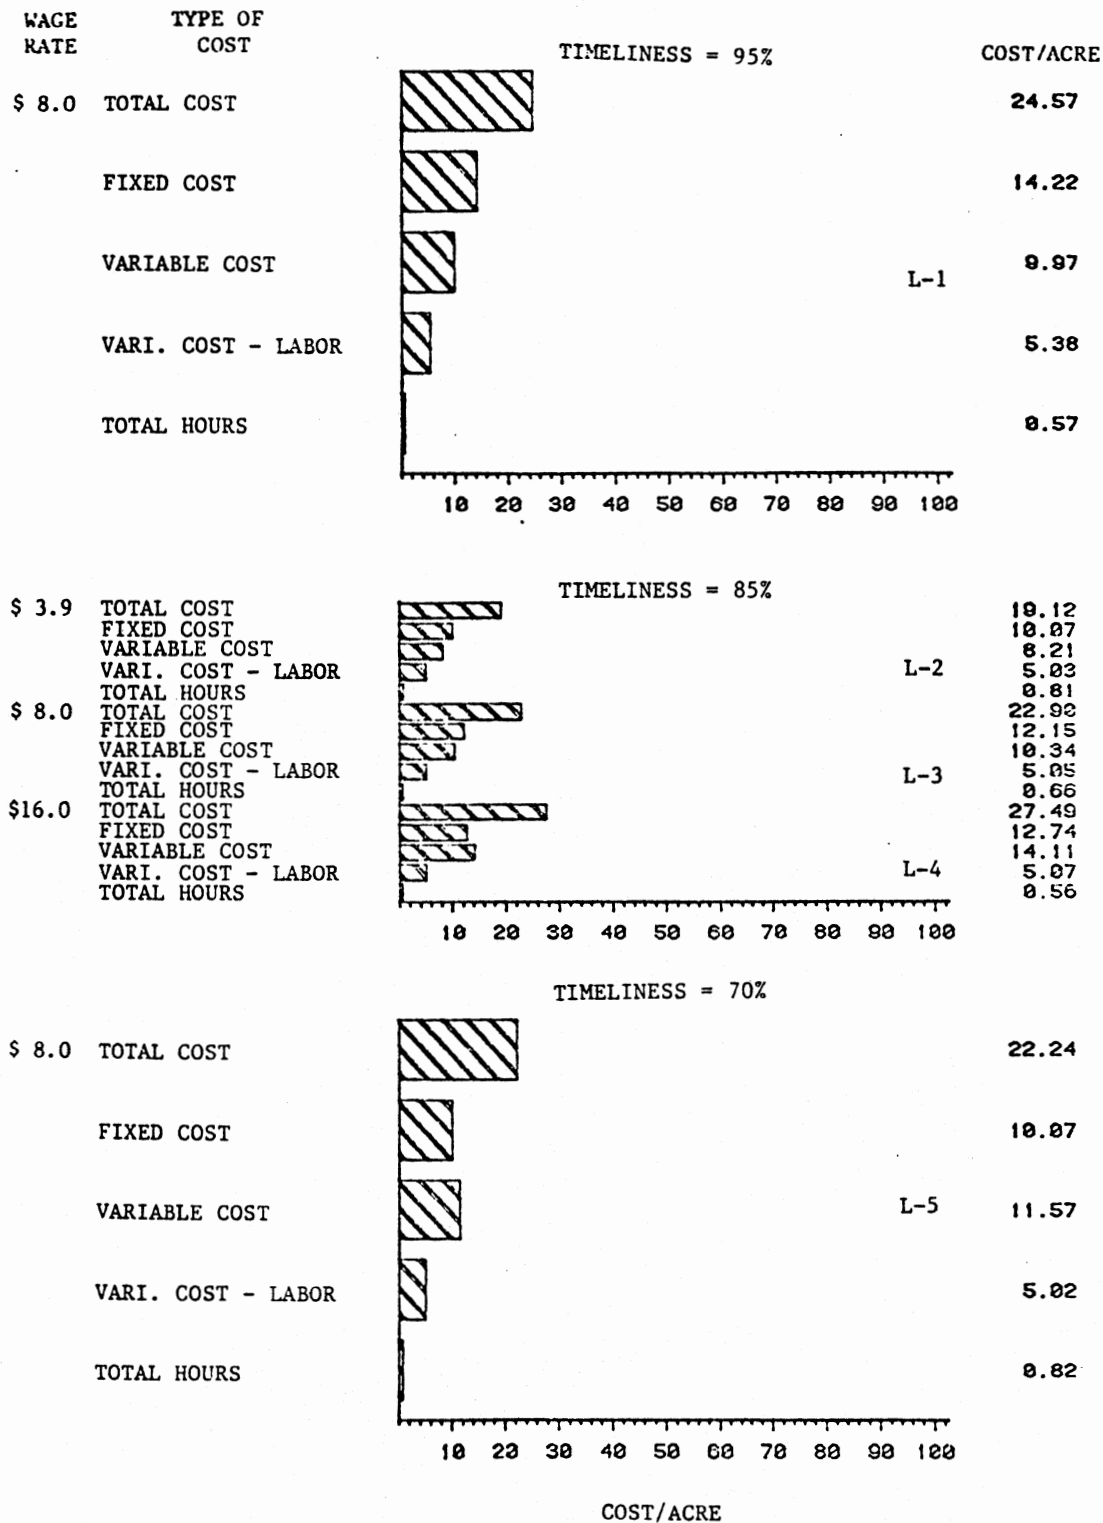 WAGE TYPE OF
RATE COST TIMELINESS = 95% COST/ACRE
$ 8.0 TOTAL COST 24.57
FIXED COST 14.22
VARIABLE COST 9.97
L-1
VARI. COST - LABOR 5.38
TOTAL HOURS 0.57
10 20 30 40 50 60 70 80 90 100
TIMELINESS = 85%
$ 3.9 TOTAL COST 19.12
FIXED COST 10.07
VARIABLE COST 8.21
VARI. COST - LABOR L-2 5.03
TOTAL HOURS 0.81
$ 8.0 TOTAL COST
FIXED COST 12.15
VARIABLE COST 10.34
VARI. COST - LABOR L-3 5.05
TOTAL HOURS 0.66
$16.0 TOTAL COST 27.49
FIXED COST 12.74
VARIABLE COST 14.11
VARI. COST - LABOR L-4 5.07
TOTAL HOURS 0.56
10 20 30 40 50 60 70 80 90 100
TIMELINESS = 70%
$ 8.0 TOTAL COST 22.24
FIXED COST 10.07
VARIABLE COST L-5 11.57
VARI. COST - LABOR 5.02
TOTAL HOURS 0.82
10 20 30 40 50 60 70 80 90 100
COST/ACRE